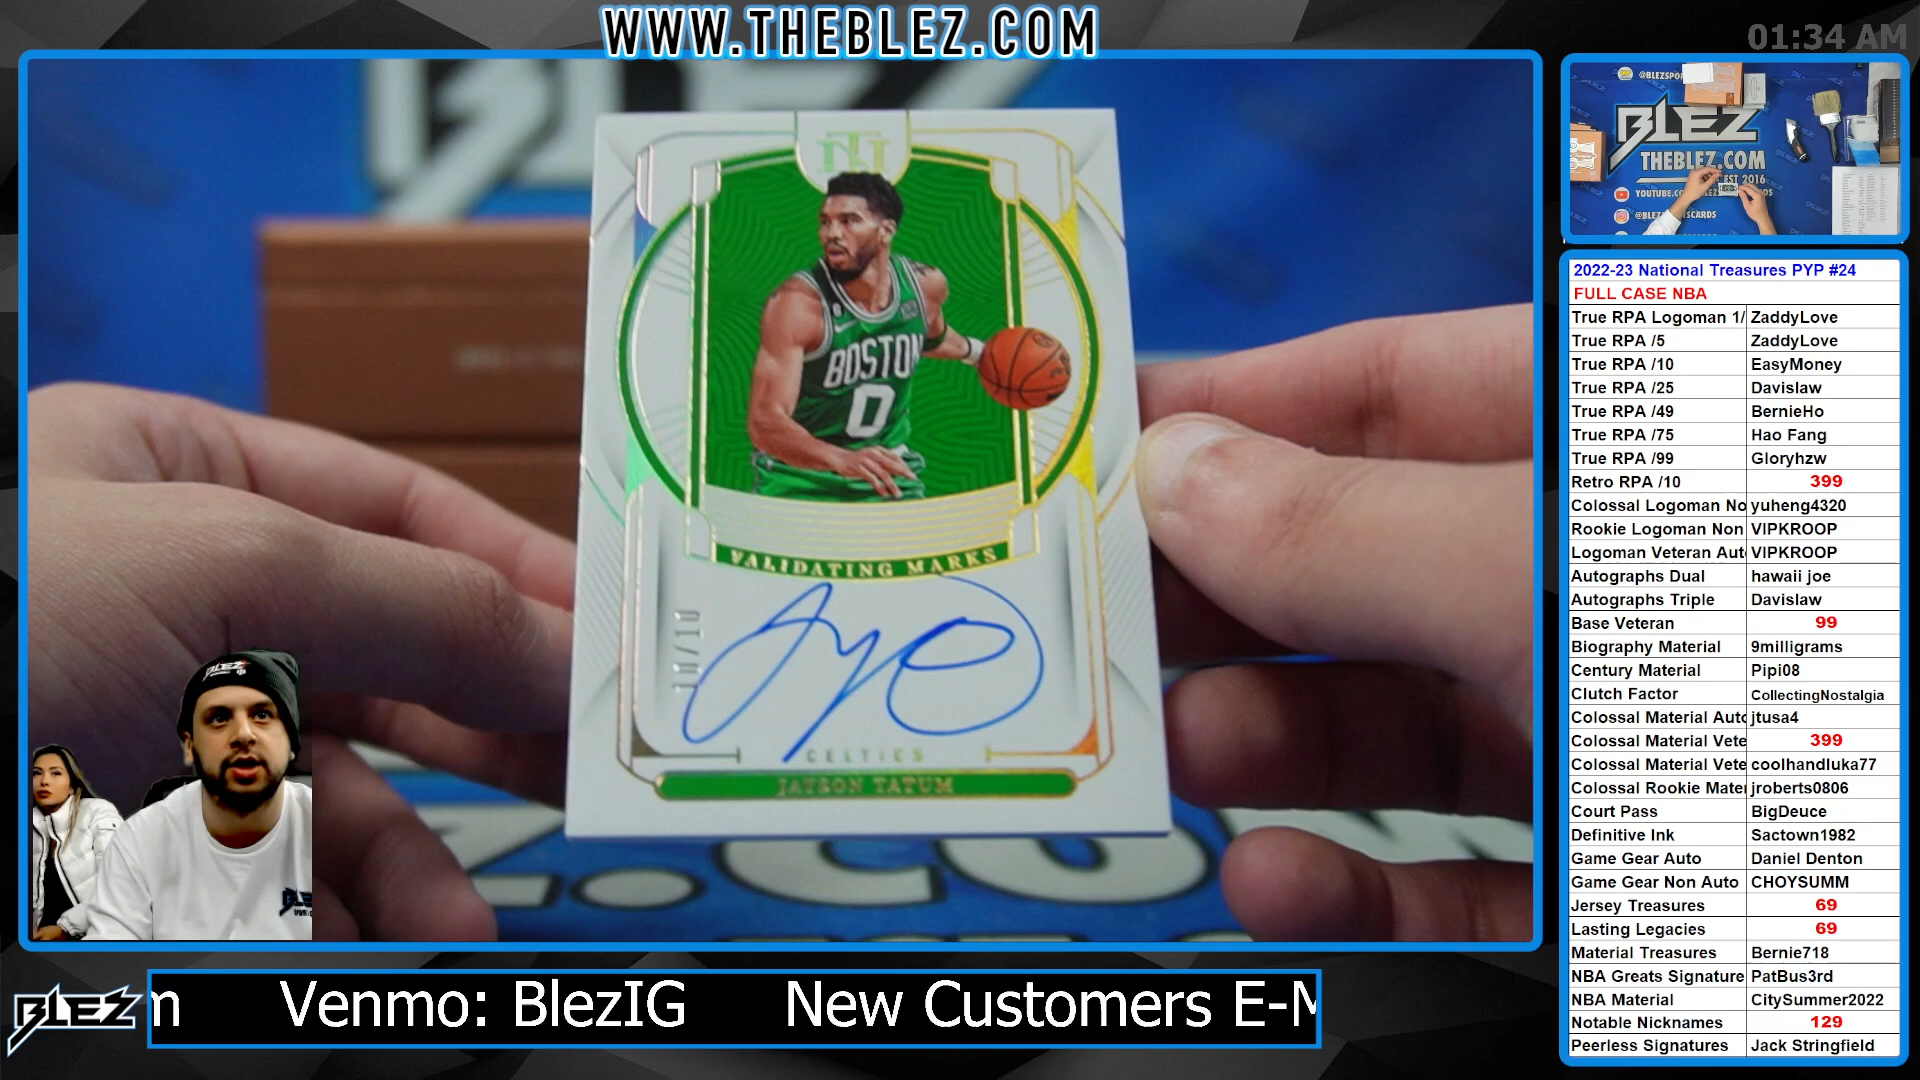 WWW.THEBLEZ.COM
01:34 AM
BLEZ
NT
BOSTON
0
VALIDATING MARKS
10/10
CELTICS
JAYSON TATUM
BLEZ
@BLEZSPO
BLEZ
THEBLEZ.COM
EST 2016
2022-23 National Treasures PYP #24
FULL CASE NBA
True RPA Logoman 1/ ZaddyLove
True RPA /5 ZaddyLove
True RPA /10 EasyMoney
True RPA /25 Davislaw
True RPA /49 BernieHo
True RPA /75 Hao Fang
True RPA /99 Gloryhzw
Retro RPA /10 399
Colossal Logoman No yuheng4320
Rookie Logoman Non VIPKROOP
Logoman Veteran Aut VIPKROOP
Autographs Dual hawaii joe
Autographs Triple Davislaw
Base Veteran 99
Biography Material 9milligrams
Century Material Pipi08
Clutch Factor CollectingNostalgia
Colossal Material Auto jtusa4
Colossal Material Vete 399
Colossal Material Vete coolhandluka77
Colossal Rookie Mate jroberts0806
Court Pass BigDeuce
Definitive Ink Sactown1982
Game Gear Auto Daniel Denton
Game Gear Non Auto CHOYSUMM
Jersey Treasures 69
Lasting Legacies 69
Material Treasures Bernie718
NBA Greats Signature PatBus3rd
NBA Material CitySummer2022
Notable Nicknames 129
Peerless Signatures Jack Stringfield
BLEZ
m Venmo: BlezIG New Customers E-M